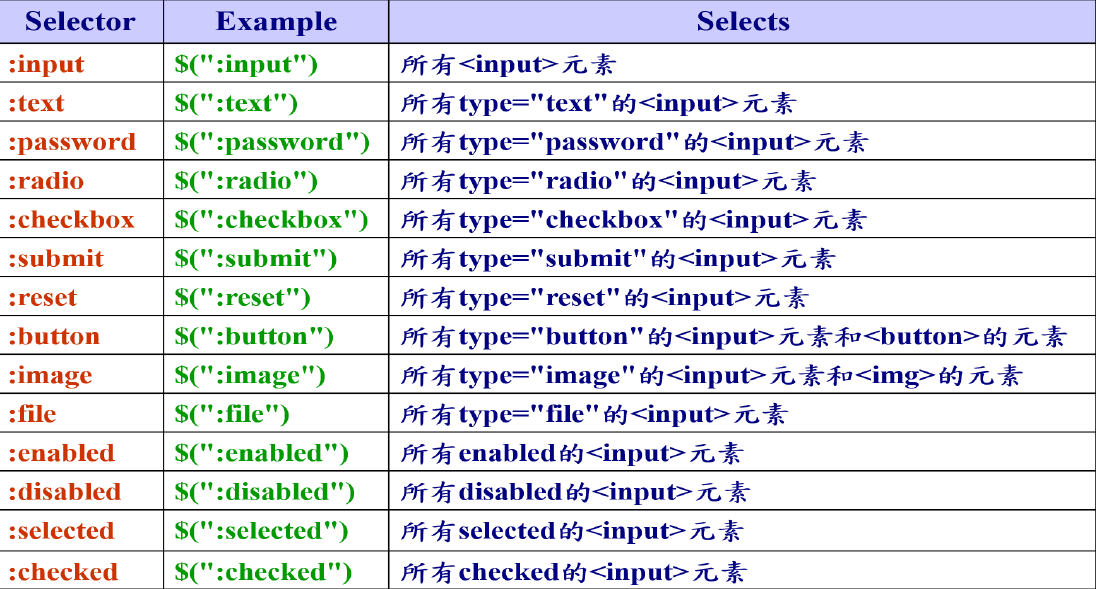 Selector Example Selects
:input $(":input") 所有<input>元素
:text $(":text") 所有type="text"的<input>元素
:password $(":password") 所有type="password"的<input>元素
:radio $(":radio") 所有type="radio"的<input>元素
:checkbox $(":checkbox") 所有type="checkbox"的<input>元素
:submit $(":submit") 所有type="submit"的<input>元素
:reset $(":reset") 所有type="reset"的<input>元素
:button $(":button") 所有type="button"的<input>元素和<button>的元素
:image $(":image") 所有type="image"的<input>元素和<img>的元素
:file $(":file") 所有type="file"的<input>元素
:enabled $(":enabled") 所有enabled的<input>元素
:disabled $(":disabled") 所有disabled的<input>元素
:selected $(":selected") 所有selected的<input>元素
:checked $(":checked") 所有checked的<input>元素